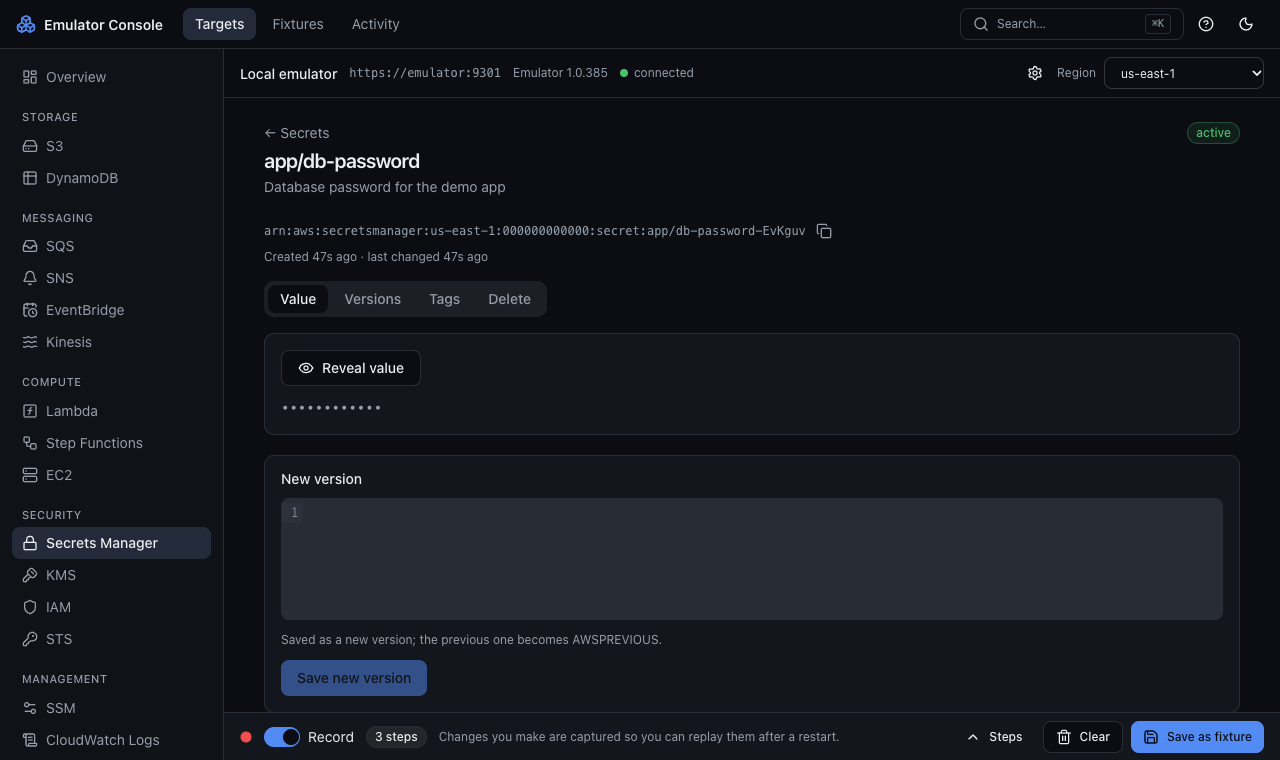 Emulator Console
Targets
Fixtures
Activity
Search...
⌘K
Overview
STORAGE
S3
DynamoDB
MESSAGING
SQS
SNS
EventBridge
Kinesis
COMPUTE
Lambda
Step Functions
EC2
SECURITY
Secrets Manager
KMS
IAM
STS
MANAGEMENT
SSM
CloudWatch Logs
Local emulator https://emulator:9301 Emulator 1.0.385 connected
Region us-east-1
← Secrets
active
app/db-password
Database password for the demo app
arn:aws:secretsmanager:us-east-1:000000000000:secret:app/db-password-EvKguv
Created 47s ago · last changed 47s ago
Value
Versions
Tags
Delete
Reveal value
••••••••••••
New version
1
Saved as a new version; the previous one becomes AWSPREVIOUS.
Save new version
Record
3 steps
Changes you make are captured so you can replay them after a restart.
Steps
Clear
Save as fixture